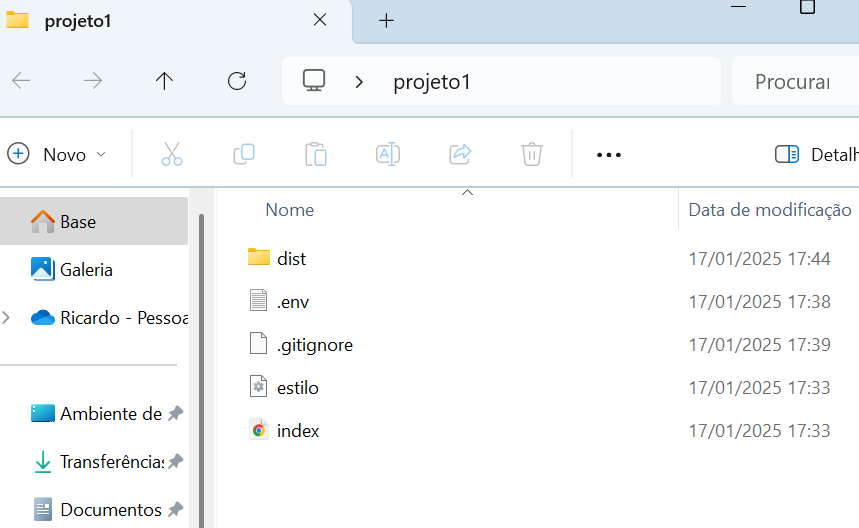 projeto1
projeto1
Procurar
Novo
Detalh
Nome
Data de modificação
Base
Galeria
Ricardo - Pessoa
Ambiente de
Transferências
Documentos
dist
17/01/2025 17:44
.env
17/01/2025 17:38
.gitignore
17/01/2025 17:39
estilo
17/01/2025 17:33
index
17/01/2025 17:33